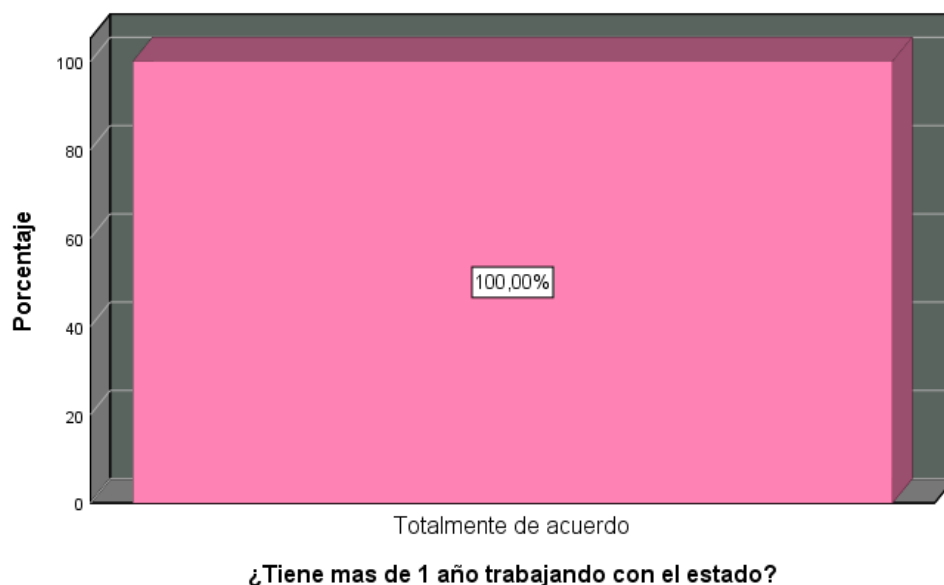 Porcentaje
100
80
60
40
20
0
100,00%
Totalmente de acuerdo
¿Tiene mas de 1 año trabajando con el estado?